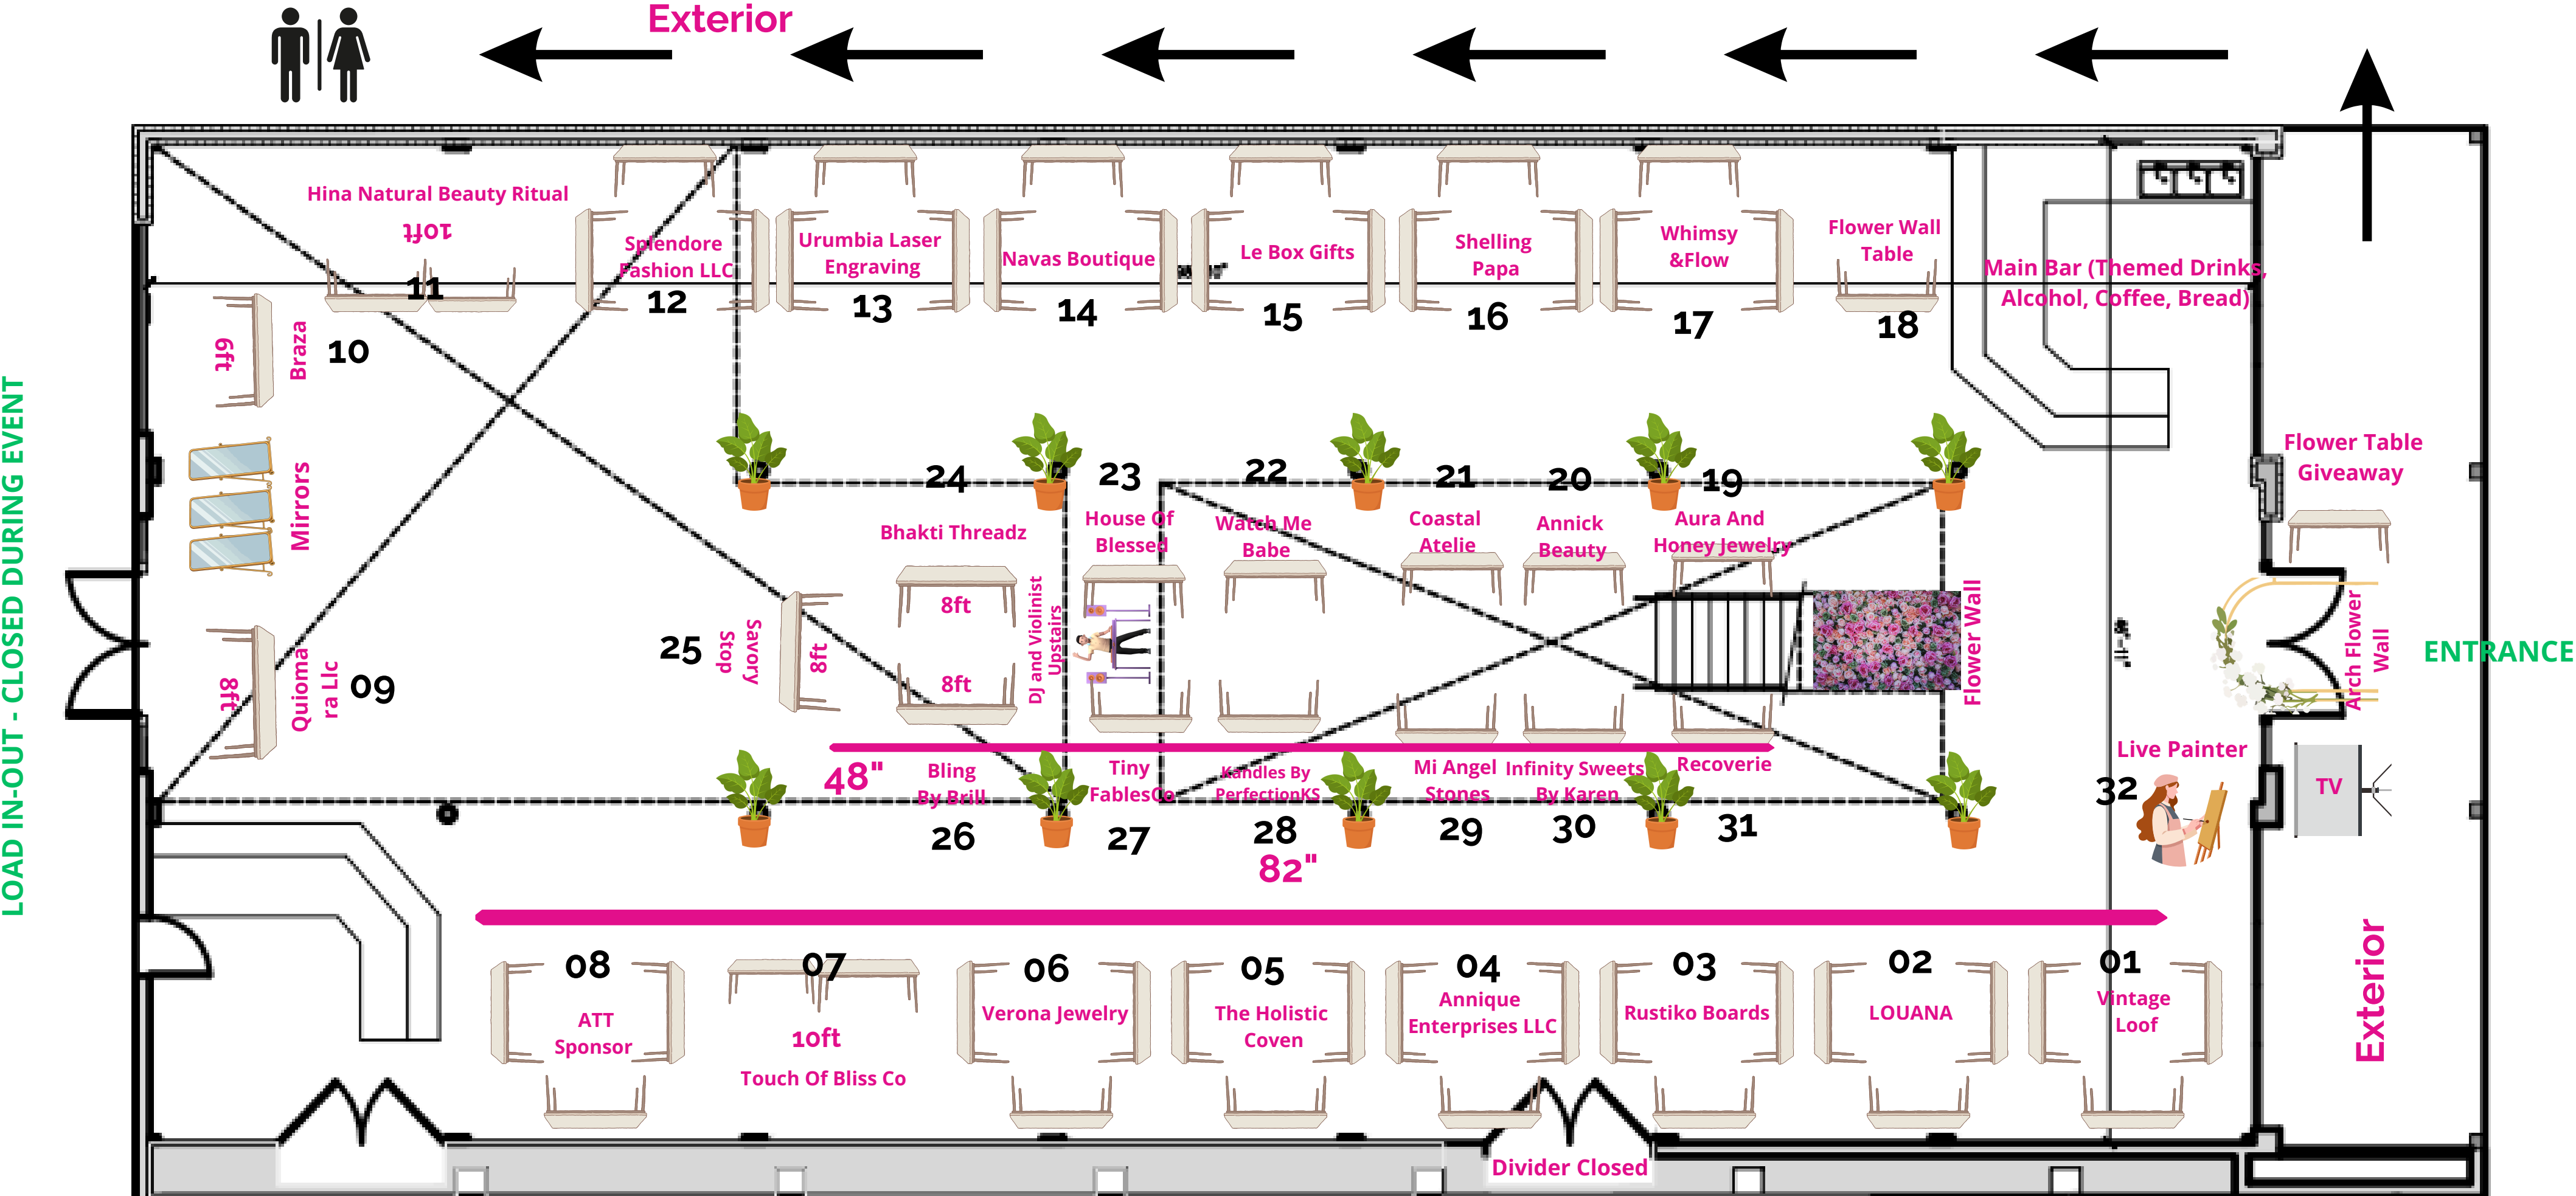 Exterior
Hina Natural Beauty Ritual
10ft
11
Splendore
Fashion LLC
12
Urumbia Laser
Engraving
13
Navas Boutique
14
Le Box Gifts
15
Shelling
Papa
16
Whimsy
&Flow
17
Flower Wall
Table
18
Main Bar (Themed Drinks,
Alcohol, Coffee, Bread)
6ft
Braza
10
Mirrors
LOAD IN-OUT - CLOSED DURING EVENT
8ft
Quioma
ra Llc
09
24
Bhakti Threadz
8ft
8ft
25
Savory
Stop
8ft
23
House Of
Blessed
DJ and Violinist
Upstairs
22
Watch Me
Babe
21
Coastal
Atelie
20
Annick
Beauty
19
Aura And
Honey Jewelry
Flower Wall
Flower Table
Giveaway
Arch Flower
Wall
ENTRANCE
48"
Bling
By Brill
26
Tiny
FablesCo
27
Kandles By
PerfectionKS
28
82"
Mi Angel
Stones
29
Infinity Sweets
By Karen
30
Recoverie
31
Live Painter
32
TV
Exterior
08
ATT
Sponsor
07
10ft
Touch Of Bliss Co
06
Verona Jewelry
05
The Holistic
Coven
04
Annique
Enterprises LLC
03
Rustiko Boards
02
LOUANA
01
Vintage
Loof
Divider Closed